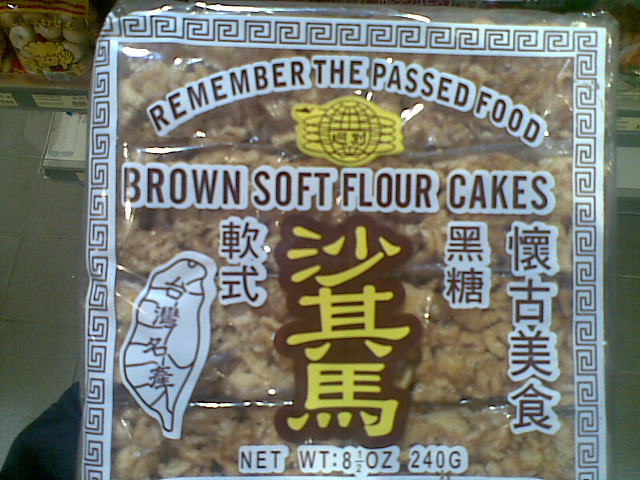 REMEMBER THE PASSED FOOD
BROWN SOFT FLOUR CAKES
懷古美食
黑糖
沙其馬
軟式
台灣名產
NET WT:8½OZ 240G